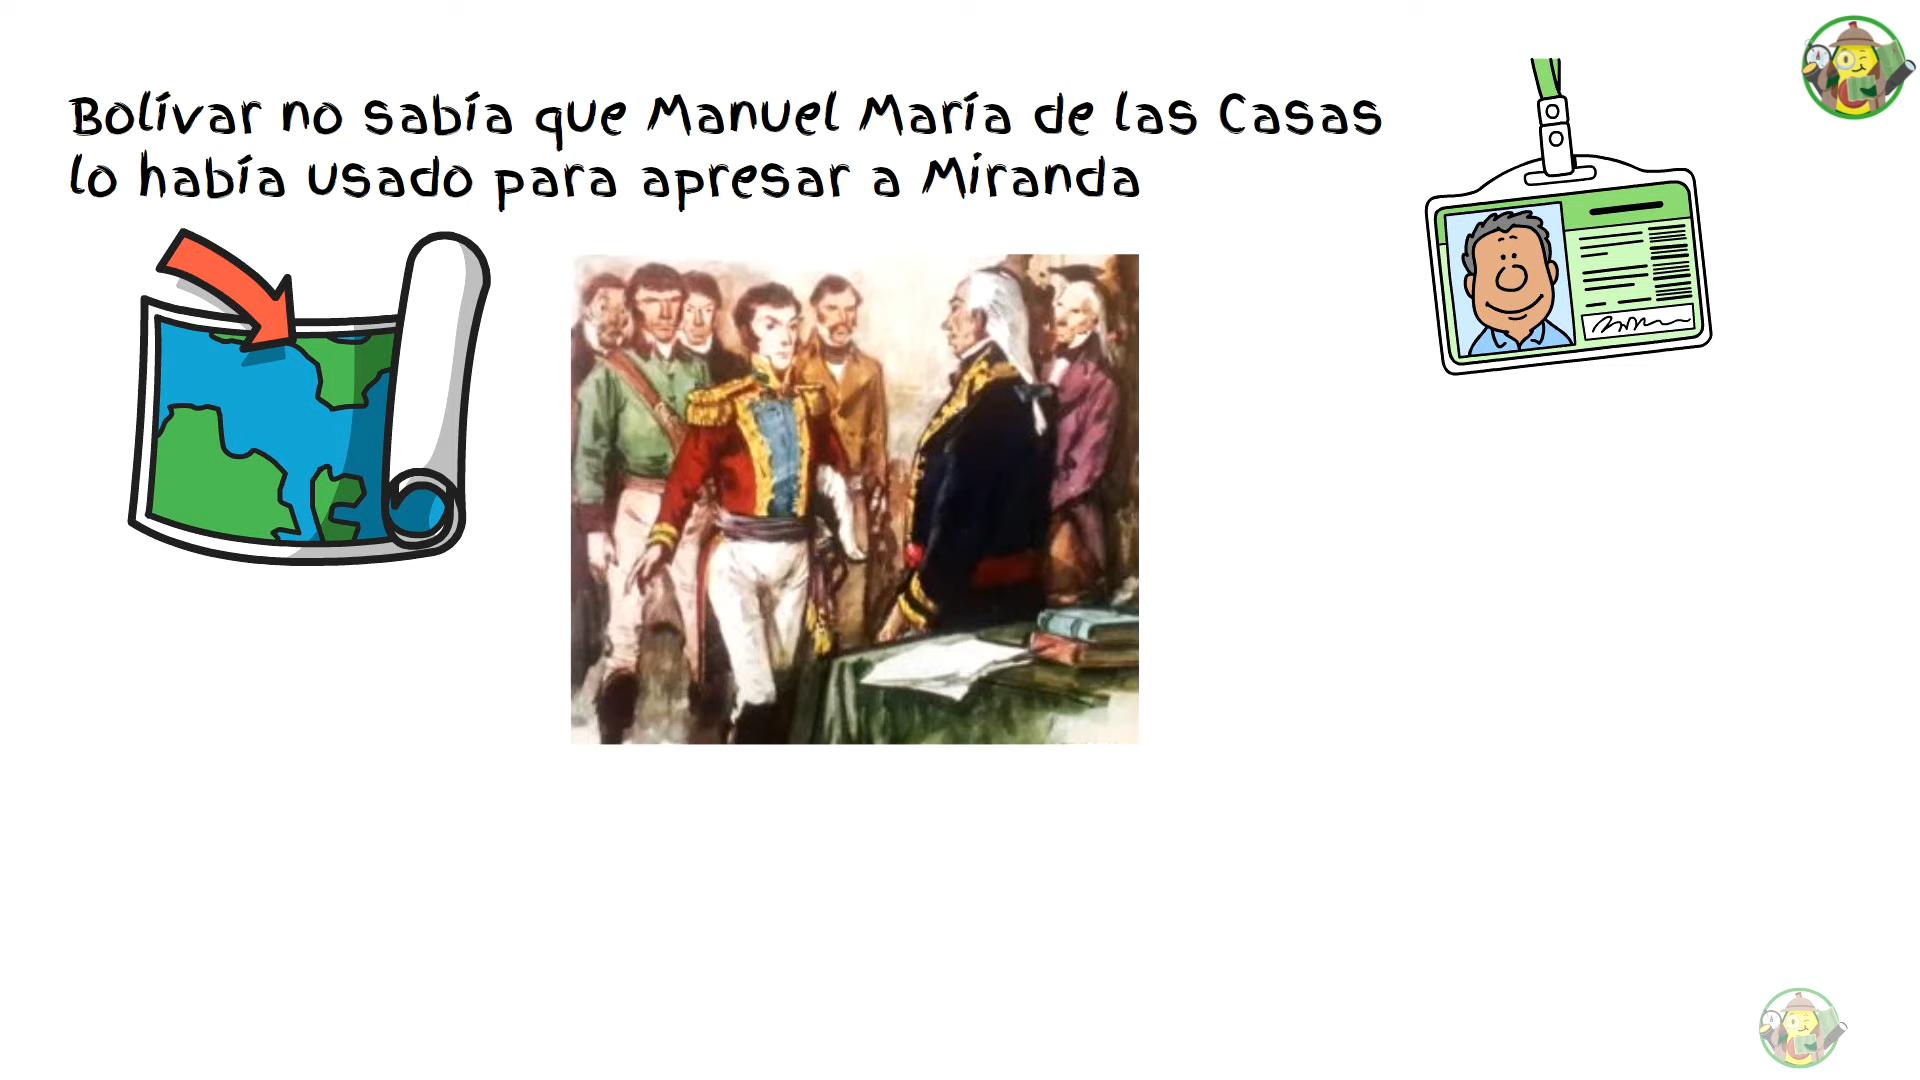 Bolívar no sabía que Manuel María de las Casas
lo había usado para apresar a Miranda